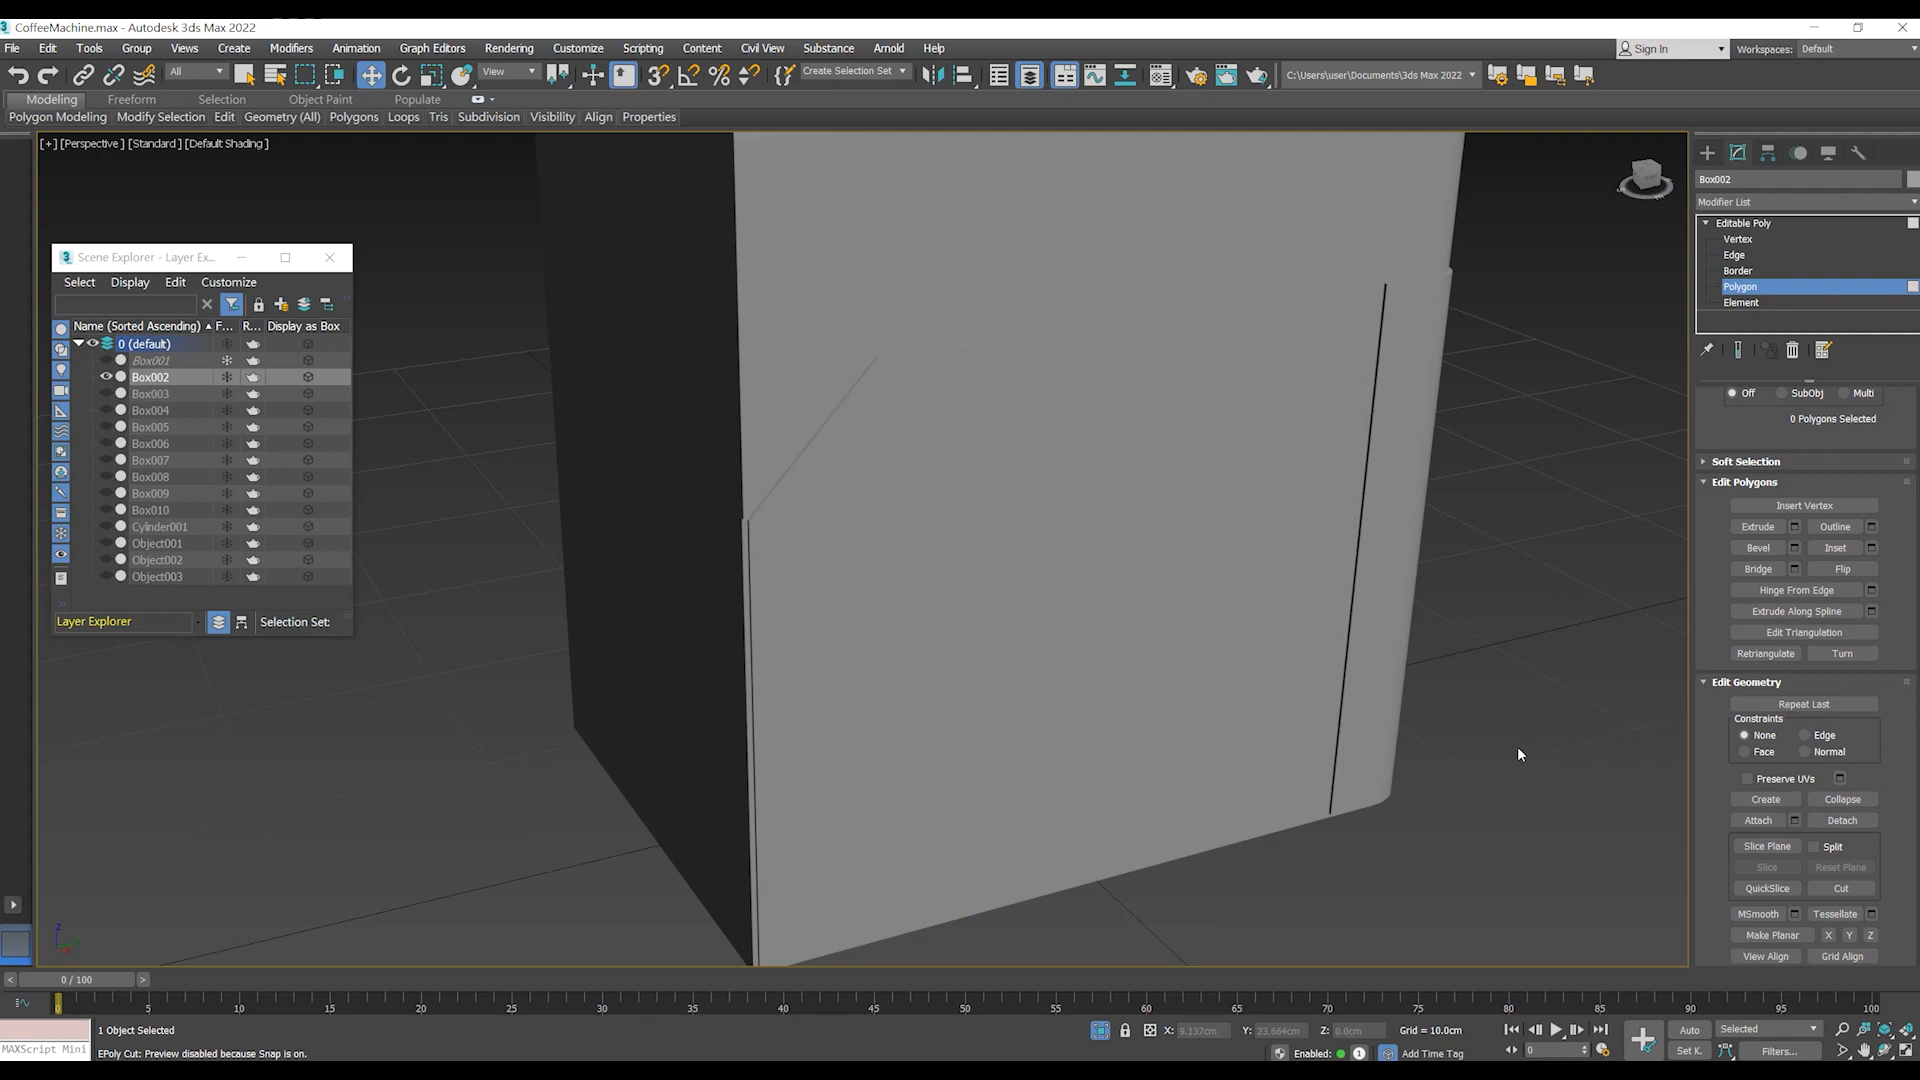 CoffeeMachine.max - Autodesk 3ds Max 2022
File Edit Tools Group Views Create Modifiers Animation Graph Editors Rendering Customize Scripting Content Civil View Substance Arnold Help
Sign In Workspaces: Default
All View Create Selection Set C:\Users\user\Documents\3ds Max 2022
Modeling Freeform Selection Object Paint Populate
Polygon Modeling Modify Selection Edit Geometry (All) Polygons Loops Tris Subdivision Visibility Align Properties
[+] [Perspective ] [Standard ] [Default Shading ]
Scene Explorer - Layer Ex...
Select Display Edit Customize
Name (Sorted Ascending) F... R... Display as Box
0 (default)
Box001
Box002
Box003
Box004
Box005
Box006
Box007
Box008
Box009
Box010
Cylinder001
Object001
Object002
Object003
Layer Explorer Selection Set:
Box002
Modifier List
Editable Poly
Vertex
Edge
Border
Polygon
Element
Off SubObj Multi
0 Polygons Selected
Soft Selection
Edit Polygons
Insert Vertex
Extrude Outline
Bevel Inset
Bridge Flip
Hinge From Edge
Extrude Along Spline
Edit Triangulation
Retriangulate Turn
Edit Geometry
Repeat Last
Constraints
None Edge
Face Normal
Preserve UVs
Create Collapse
Attach Detach
Slice Plane Split
Slice Reset Plane
QuickSlice Cut
MSmooth Tessellate
Make Planar X Y Z
View Align Grid Align
z
< 0 / 100 >
0 5 10 15 20 25 30 35 40 45 50 55 60 65 70 75 80 85 90 95 100
1 Object Selected X: 9.137cm Y: 23.664cm Z: 0.0cm Grid = 10.0cm Auto Selected
MAXScript Mini EPoly Cut: Preview disabled because Snap is on. Enabled: 1 Add Time Tag 0 Set K. Filters...